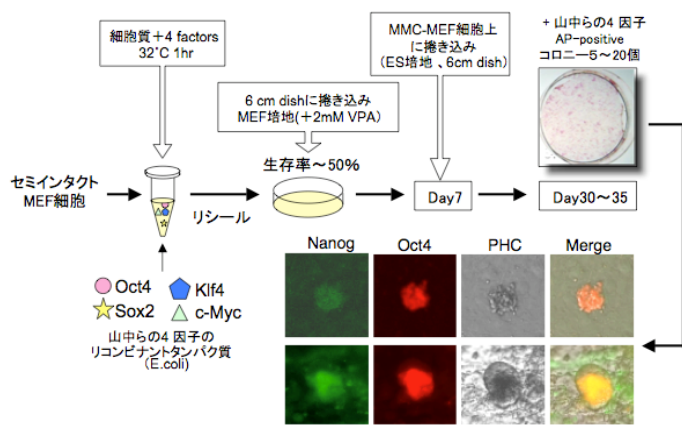 細胞質＋4 factors
32℃ 1hr
MMC-MEF細胞上
に捲き込み
(ES培地 、6cm dish)
+ 山中らの4 因子
AP-positive
コロニー5～20個
6 cm dishに捲き込み
MEF培地(＋2mM VPA)
生存率～50%
セミインタクト
MEF細胞
リシール
Day7
Day30～35
Oct4
Klf4
Sox2
c-Myc
山中らの4 因子の
リコンビナントタンパク質
(E.coli)
Nanog
Oct4
PHC
Merge